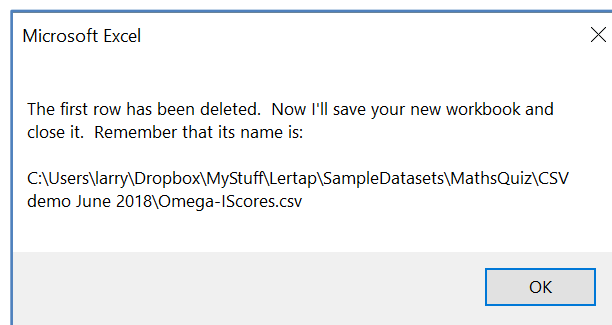 Microsoft Excel
The first row has been deleted.  Now I'll save your new workbook and
close it.  Remember that its name is:
C:\Users\larry\Dropbox\MyStuff\Lertap\SampleDatasets\MathsQuiz\CSV
demo June 2018\Omega-IScores.csv
OK